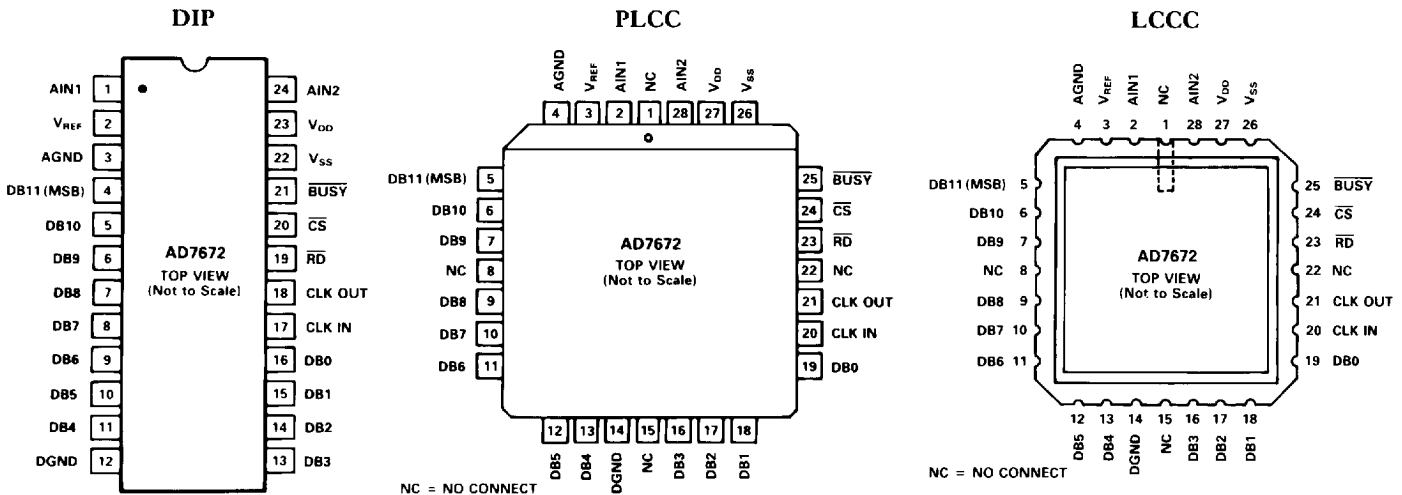 DIP
AIN1 1
VREF 2
AGND 3
DB11 (MSB) 4
DB10 5
DB9 6
DB8 7
DB7 8
DB6 9
DB5 10
DB4 11
DGND 12
AD7672
TOP VIEW
(Not to Scale)
24 AIN2
23 VDD
22 VSS
21 BUSY
20 CS
19 RD
18 CLK OUT
17 CLK IN
16 DB0
15 DB1
14 DB2
13 DB3
PLCC
AGND VREF AIN1 NC AIN2 VDD VSS
4 3 2 1 28 27 26
DB11 (MSB) 5
DB10 6
DB9 7
NC 8
DB8 9
DB7 10
DB6 11
AD7672
TOP VIEW
(Not to Scale)
25 BUSY
24 CS
23 RD
22 NC
21 CLK OUT
20 CLK IN
19 DB0
12 13 14 15 16 17 18
DB5 DB4 DGND NC DB3 DB2 DB1
NC = NO CONNECT
LCCC
AGND VREF AIN1 NC AIN2 VDD VSS
4 3 2 1 28 27 26
DB11 (MSB) 5
DB10 6
DB9 7
NC 8
DB8 9
DB7 10
DB6 11
AD7672
TOP VIEW
(Not to Scale)
25 BUSY
24 CS
23 RD
22 NC
21 CLK OUT
20 CLK IN
19 DB0
12 13 14 15 16 17 18
DB5 DB4 DGND NC DB3 DB2 DB1
NC = NO CONNECT